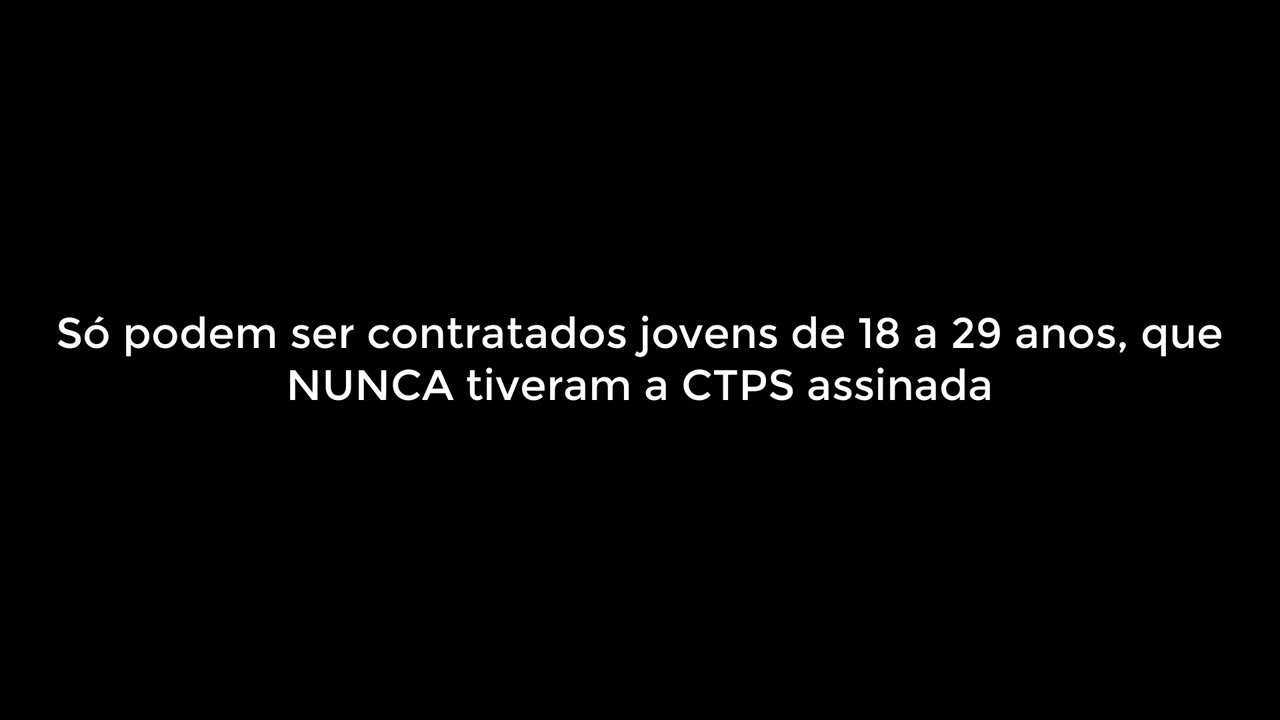 Só podem ser contratados jovens de 18 a 29 anos, que
NUNCA tiveram a CTPS assinada